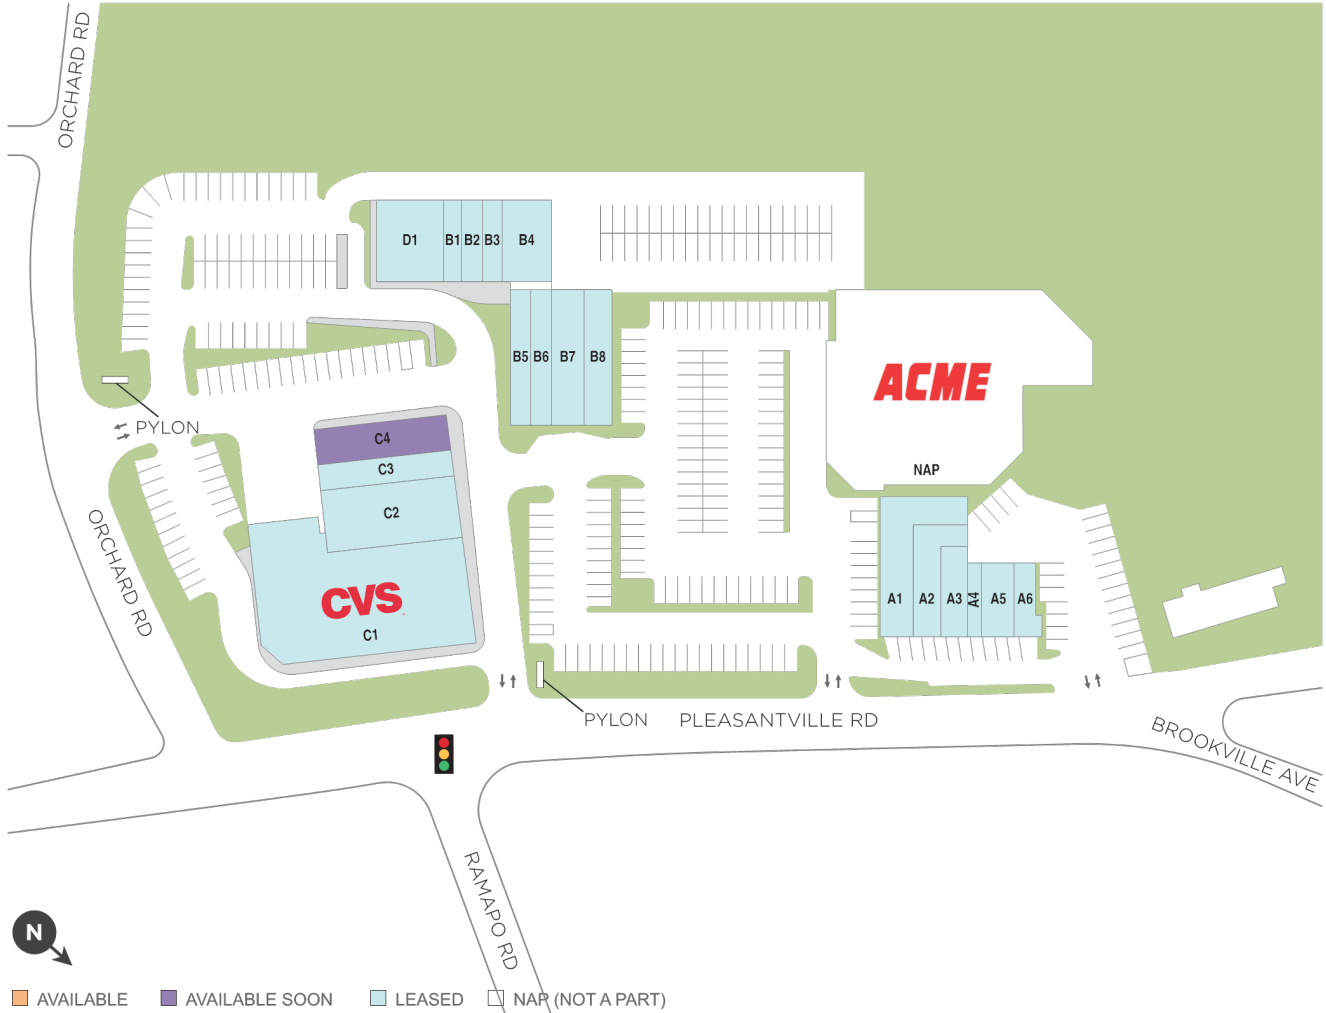 ORCHARD RD
D1
B1
B2
B3
B4
B5
B6
B7
B8
ACME
NAP
PYLON
C4
C3
C2
CVS
C1
ORCHARD RD
A1
A2
A3
A4
A5
A6
PYLON
PLEASANTVILLE RD
BROOKVILLE AVE
RAMAPO RD
N
AVAILABLE
AVAILABLE SOON
LEASED
NAP (NOT A PART)